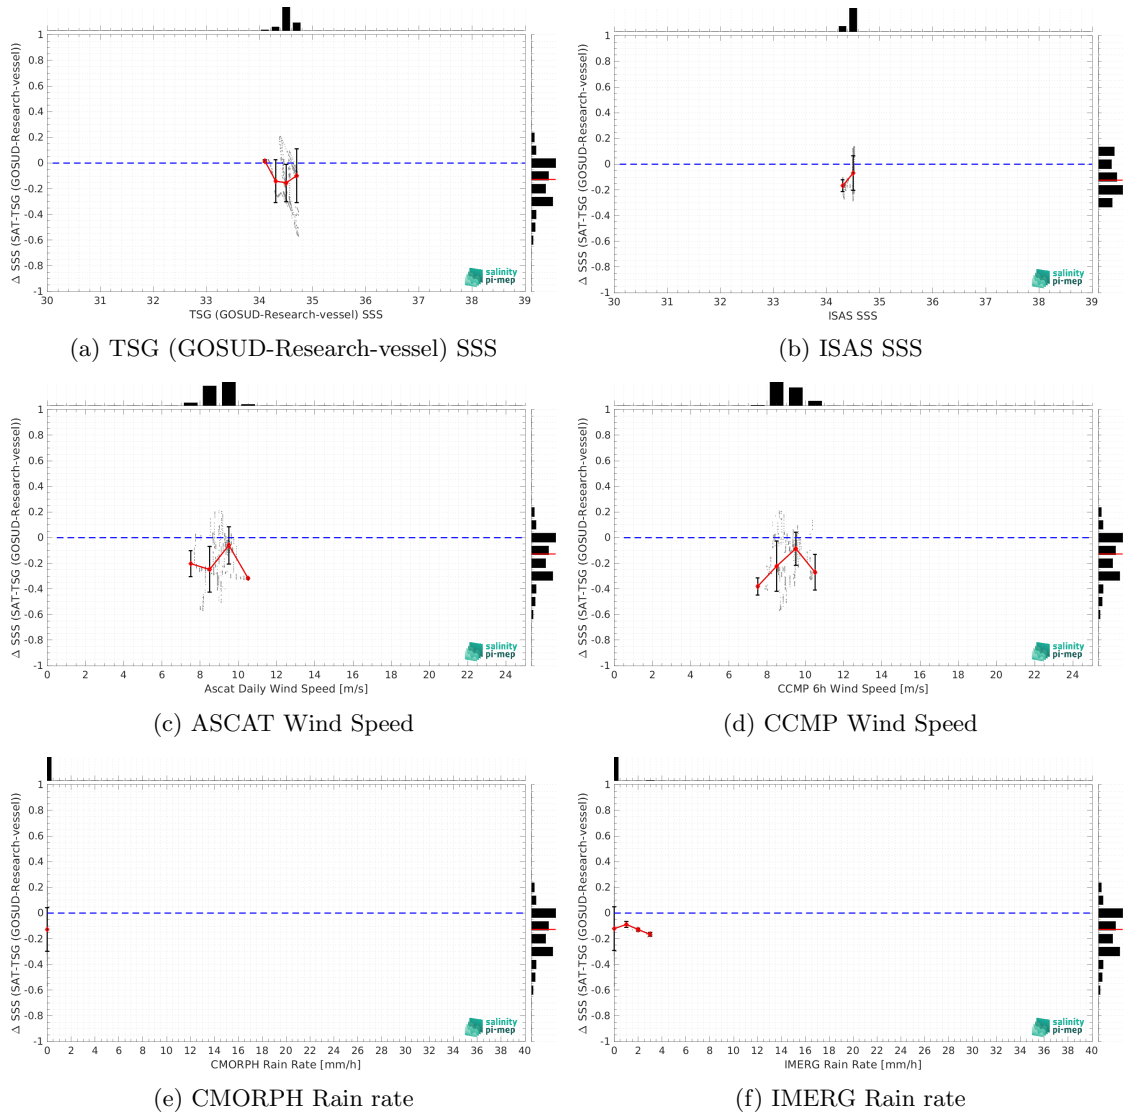 1
0.8
0.6
0.4
0.2
0
-0.2
-0.4
-0.6
-0.8
-1
Δ SSS (SAT-TSG (GOSUD-Research-vessel))
30 31 32 33 34 35 36 37 38 39
TSG (GOSUD-Research-vessel) SSS
salinity
pi-mep
(a) TSG (GOSUD-Research-vessel) SSS
1
0.8
0.6
0.4
0.2
0
-0.2
-0.4
-0.6
-0.8
-1
Δ SSS (SAT-TSG (GOSUD-Research-vessel))
30 31 32 33 34 35 36 37 38 39
ISAS SSS
salinity
pi-mep
(b) ISAS SSS
1
0.8
0.6
0.4
0.2
0
-0.2
-0.4
-0.6
-0.8
-1
Δ SSS (SAT-TSG (GOSUD-Research-vessel))
0 2 4 6 8 10 12 14 16 18 20 22 24
Ascat Daily Wind Speed [m/s]
salinity
pi-mep
(c) ASCAT Wind Speed
1
0.8
0.6
0.4
0.2
0
-0.2
-0.4
-0.6
-0.8
-1
Δ SSS (SAT-TSG (GOSUD-Research-vessel))
0 2 4 6 8 10 12 14 16 18 20 22 24
CCMP 6h Wind Speed [m/s]
salinity
pi-mep
(d) CCMP Wind Speed
1
0.8
0.6
0.4
0.2
0
-0.2
-0.4
-0.6
-0.8
-1
Δ SSS (SAT-TSG (GOSUD-Research-vessel))
0 2 4 6 8 10 12 14 16 18 20 22 24 26 28 30 32 34 36 38 40
CMORPH Rain Rate [mm/h]
salinity
pi-mep
(e) CMORPH Rain rate
1
0.8
0.6
0.4
0.2
0
-0.2
-0.4
-0.6
-0.8
-1
Δ SSS (SAT-TSG (GOSUD-Research-vessel))
0 2 4 6 8 10 12 14 16 18 20 22 24 26 28 30 32 34 36 38 40
IMERG Rain Rate [mm/h]
salinity
pi-mep
(f) IMERG Rain rate